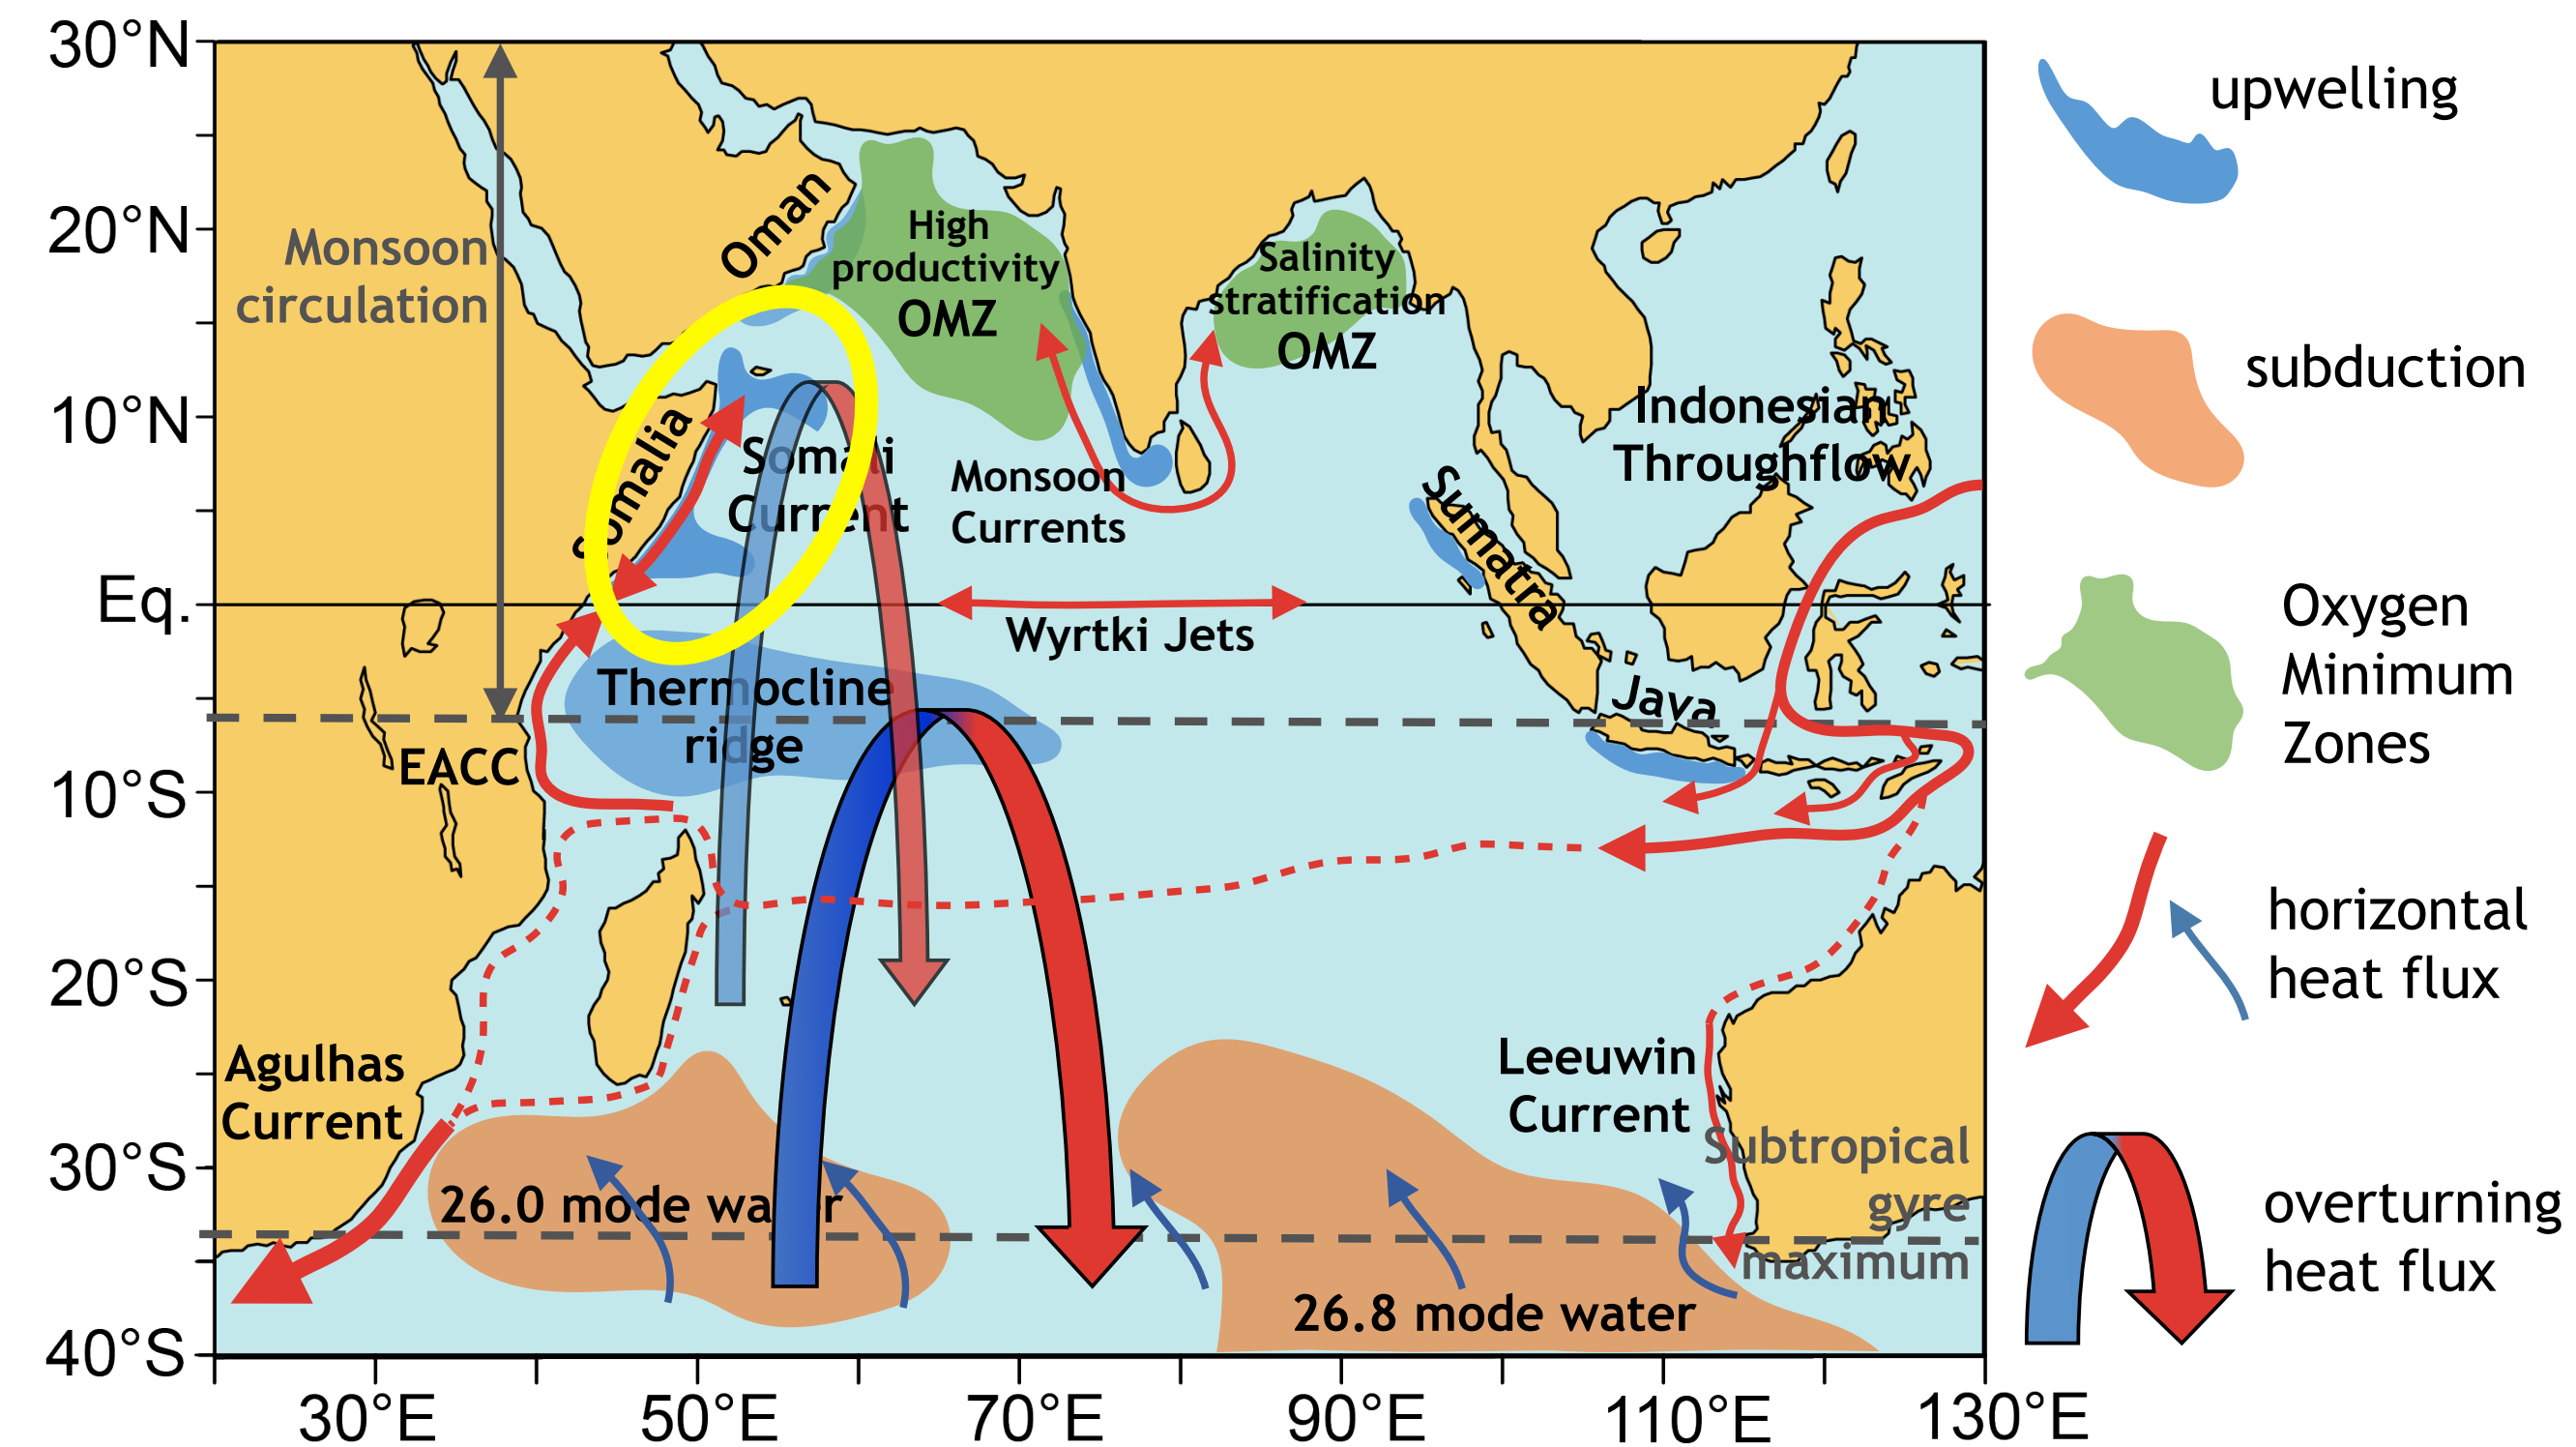 30°N
20°N
10°N
Eq.
10°S
20°S
30°S
40°S
30°E
50°E
70°E
90°E
110°E
130°E
Monsoon
circulation
Oman
High
productivity
OMZ
Salinity
stratification
OMZ
Somalia
Somali
Current
Monsoon
Currents
Indonesian
Throughflow
Sumatra
Wyrtki Jets
Thermocline
ridge
Java
EACC
Agulhas
Current
Leeuwin
Current
Subtropical
gyre
maximum
26.0 mode water
26.8 mode water
upwelling
subduction
Oxygen
Minimum
Zones
horizontal
heat flux
overturning
heat flux